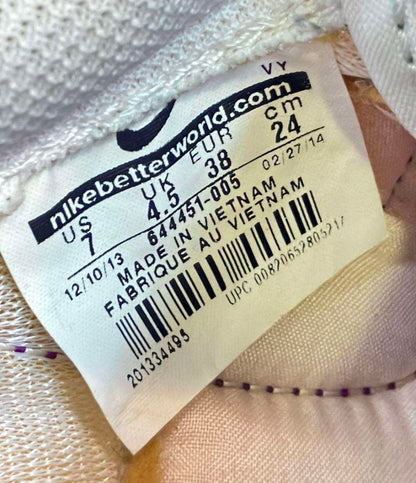 VY
nikebetterworld.com
US UK EUR cm
7 4.5 38 24
12/10/13 644451-005 02/27/14
MADE IN VIETNAM
FABRIQUE AU VIETNAM
UPC 00820652805217
201334495